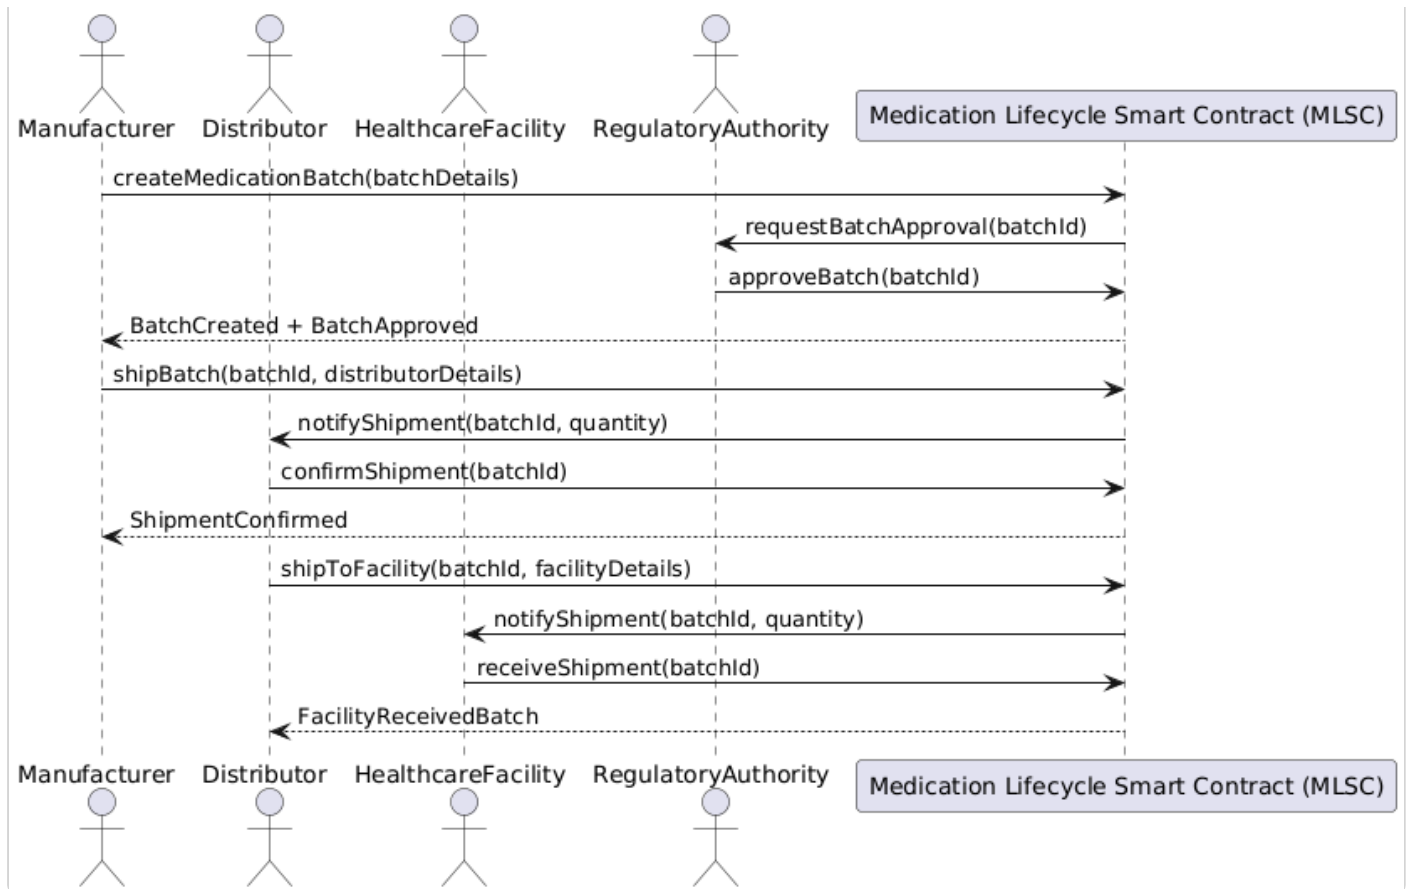 Manufacturer Distributor HealthcareFacility RegulatoryAuthority Medication Lifecycle Smart Contract (MLSC)
createMedicationBatch(batchDetails)
requestBatchApproval(batchId)
approveBatch(batchId)
BatchCreated + BatchApproved
shipBatch(batchId, distributorDetails)
notifyShipment(batchId, quantity)
confirmShipment(batchId)
ShipmentConfirmed
shipToFacility(batchId, facilityDetails)
notifyShipment(batchId, quantity)
receiveShipment(batchId)
FacilityReceivedBatch
Manufacturer Distributor HealthcareFacility RegulatoryAuthority Medication Lifecycle Smart Contract (MLSC)